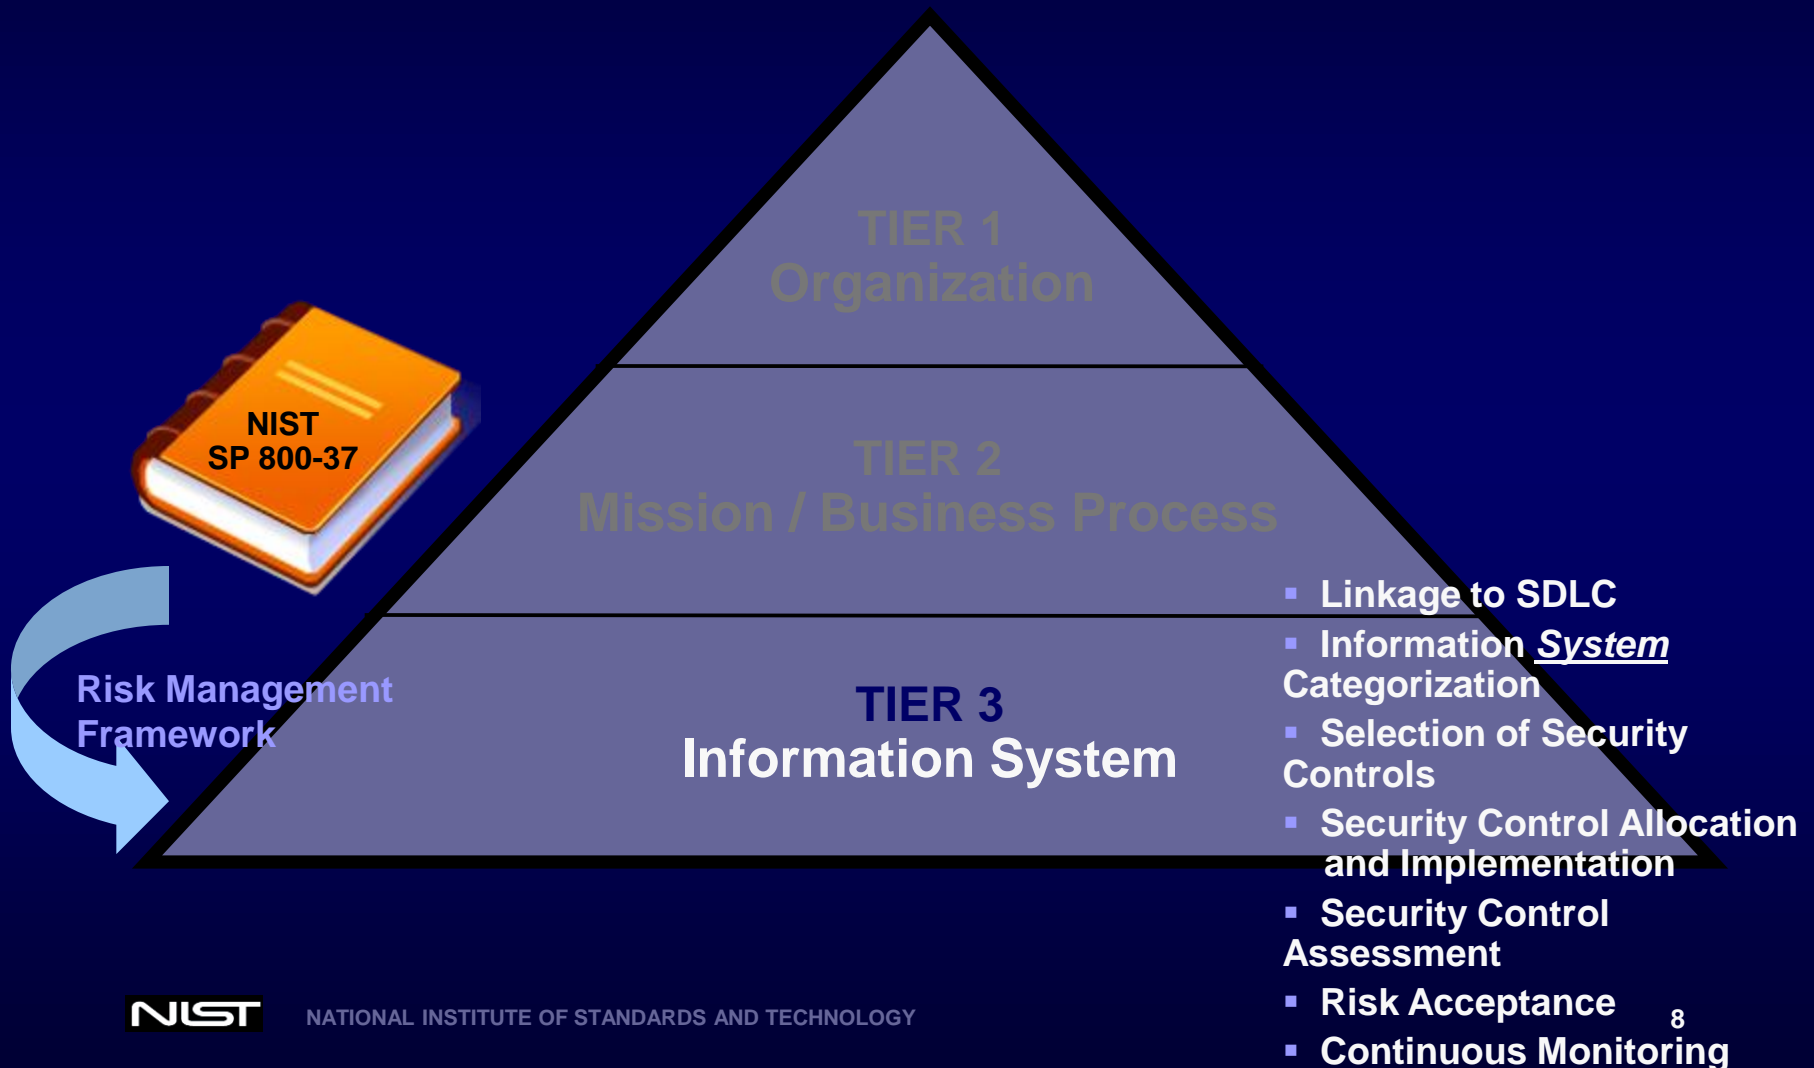 TIER 1
Organization
NIST
SP 800-37
TIER 2
Mission / Business Process
Risk Management
Framework
TIER 3
Information System
▪ Linkage to SDLC
▪ Information System
Categorization
▪ Selection of Security
Controls
▪ Security Control Allocation
and Implementation
▪ Security Control
Assessment
▪ Risk Acceptance
▪ Continuous Monitoring
NIST
NATIONAL INSTITUTE OF STANDARDS AND TECHNOLOGY
8